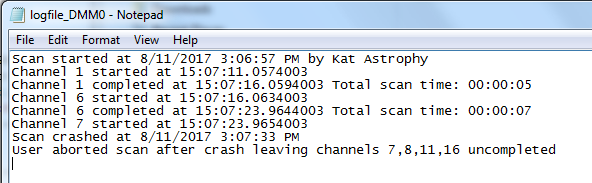 logfile_DMM0 - Notepad
File Edit Format View Help
Scan started at 8/11/2017 3:06:57 PM by Kat Astrophy
Channel 1 started at 15:07:11.0574003
Channel 1 completed at 15:07:16.0594003 Total scan time: 00:00:05
Channel 6 started at 15:07:16.0634003
Channel 6 completed at 15:07:23.9644003 Total scan time: 00:00:07
Channel 7 started at 15:07:23.9654003
Scan crashed at 8/11/2017 3:07:33 PM
User aborted scan after crash leaving channels 7,8,11,16 uncompleted